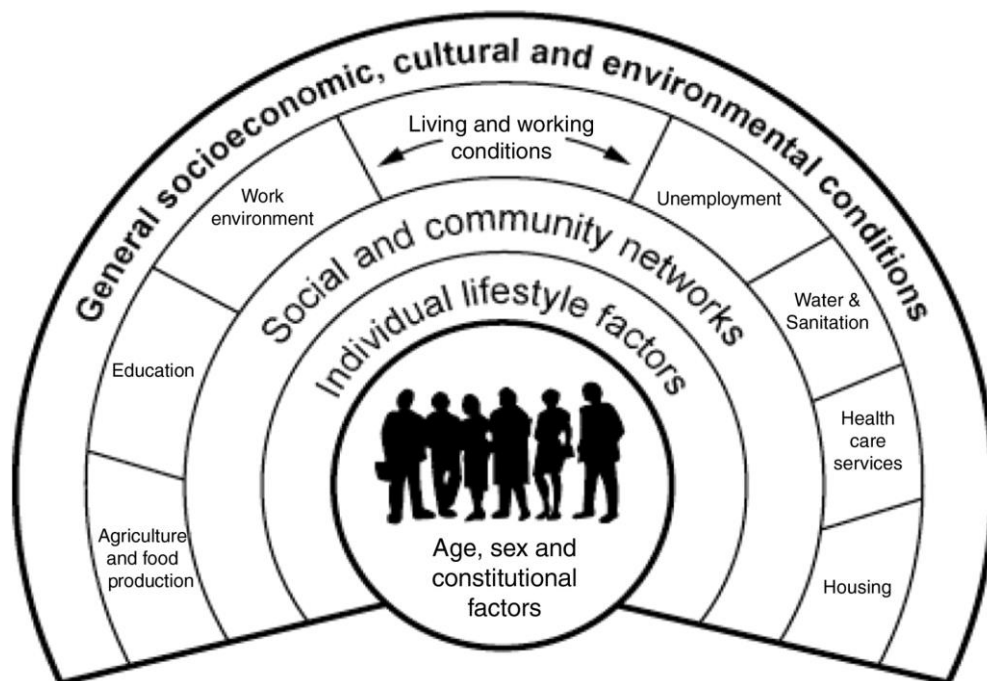 General socioeconomic, cultural and environmental conditions
Living and working
conditions
Work
environment
Unemployment
Education
Water &
Sanitation
Agriculture
and food
production
Health
care
services
Housing
Social and community networks
Individual lifestyle factors
Age, sex and
constitutional
factors